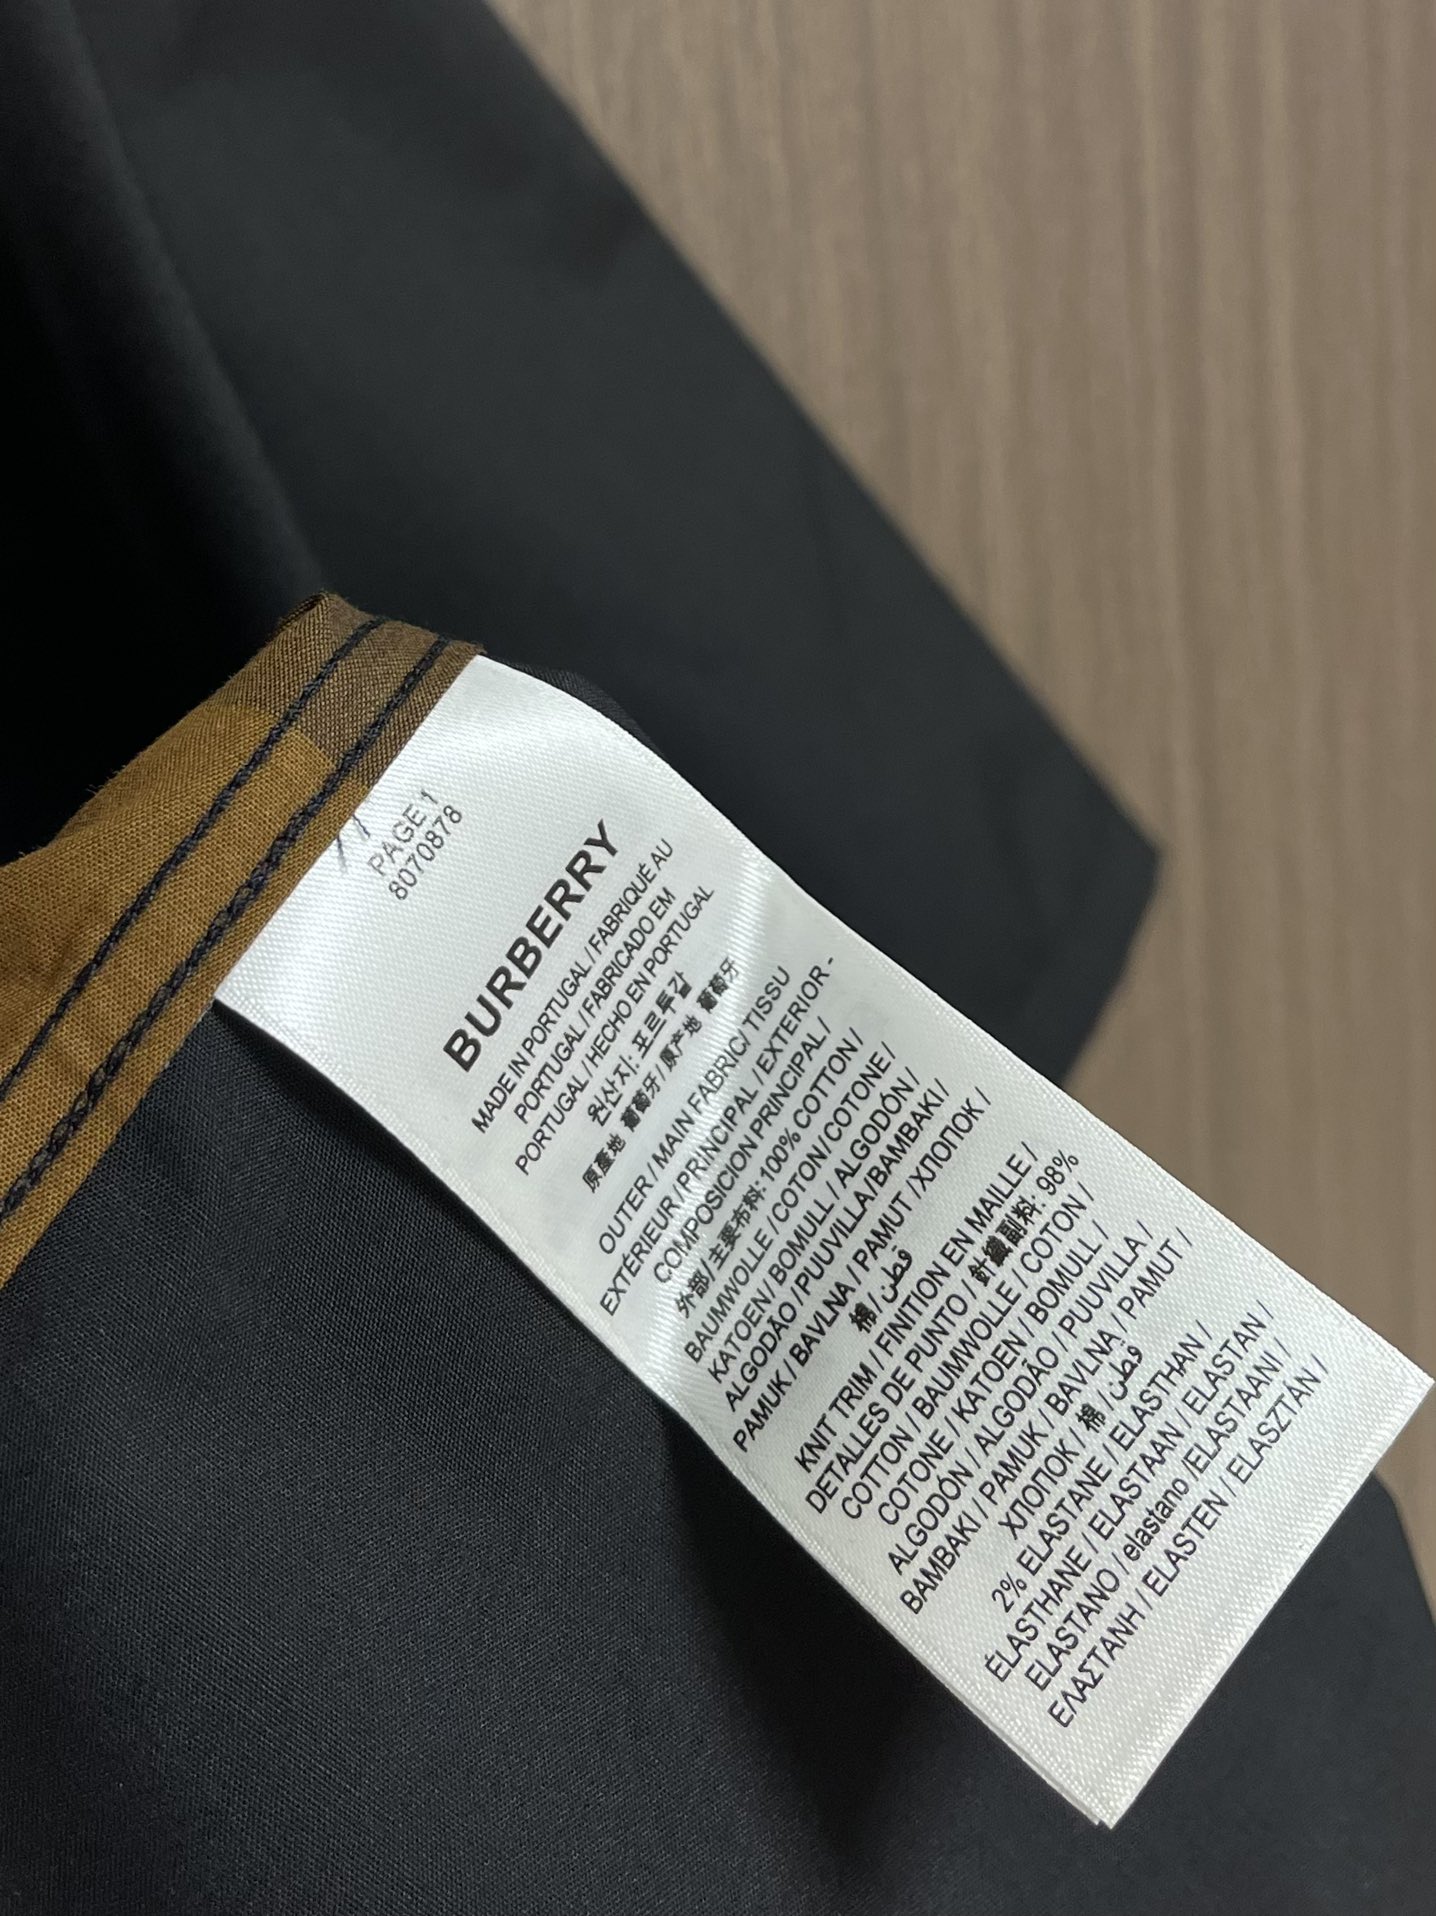 PAGE 1
8070878
BURBERRY
MADE IN PORTUGAL / FABRIQUÉ AU
PORTUGAL / FABRICADO EM
PORTUGAL / HECHO EN PORTUGAL
원산지: 포르투갈
原產地 葡萄牙 / 原产地 葡萄牙
OUTER / MAIN FABRIC / TISSU
EXTÉRIEUR / PRINCIPAL / EXTERIOR -
COMPOSICION PRINCIPAL /
外部/主要布料: 100% COTTON /
BAUMWOLLE / COTON / COTONE /
KATOEN / BOMULL / ALGODÓN /
ALGODÃO / PUUVILLA/BAMBAKI /
PAMUK / BAVLNA / PAMUT /ХЛОПОК /
棉 / قطن
KNIT TRIM / FINITION EN MAILLE /
DETALLES DE PUNTO / 針織副料: 98%
COTTON / BAUMWOLLE / COTON /
COTONE / KATOEN / BOMULL /
ALGODÓN / ALGODÃO / PUUVILLA /
BAMBAKI / PAMUK / BAVLNA / PAMUT /
ХЛОПОК / 棉 / قطن
2% ELASTANE / ELASTHAN /
ÉLASTHANE / ELASTAAN / ELASTAN /
ELASTANO / elastano /ELASTAANI /
ΕΛΑΣΤΑΝΗ / ELASTEN / ELASZTÁN /